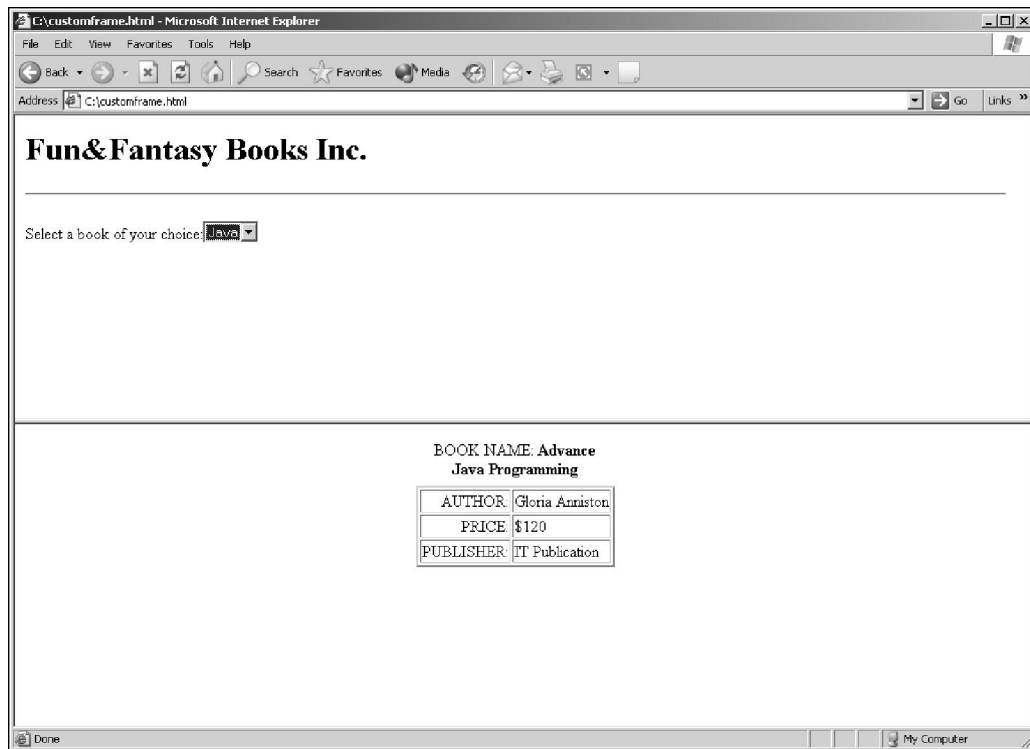 C:\customframe.html - Microsoft Internet Explorer
File Edit View Favorites Tools Help
Back Search Favorites Media
Address C:\customframe.html Go Links »
Fun&Fantasy Books Inc.
Select a book of your choice: Java
BOOK NAME: Advance
Java Programming
AUTHOR: Gloria Anniston
PRICE: $120
PUBLISHER: IT Publication
Done My Computer